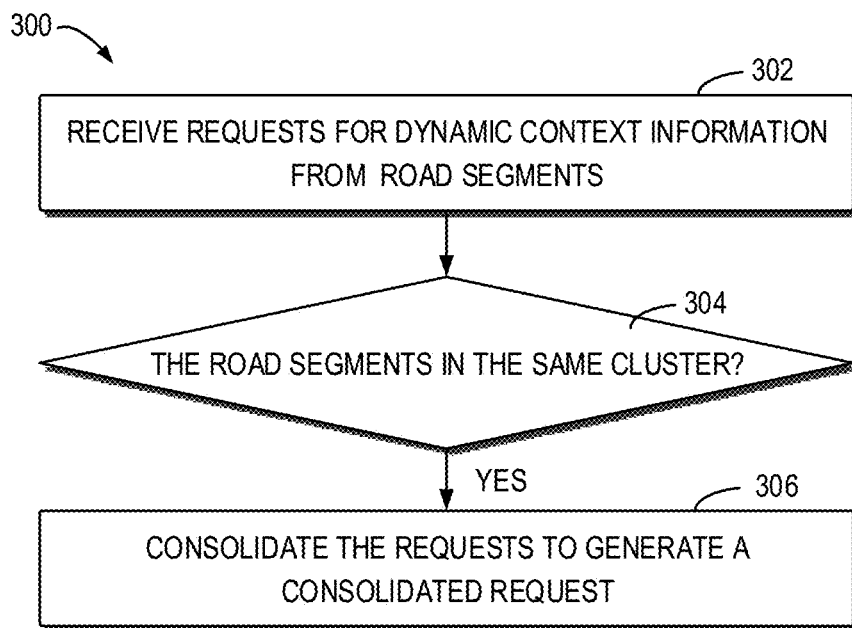 300
302
RECEIVE REQUESTS FOR DYNAMIC CONTEXT INFORMATION
FROM ROAD SEGMENTS
304
THE ROAD SEGMENTS IN THE SAME CLUSTER?
YES
306
CONSOLIDATE THE REQUESTS TO GENERATE A
CONSOLIDATED REQUEST